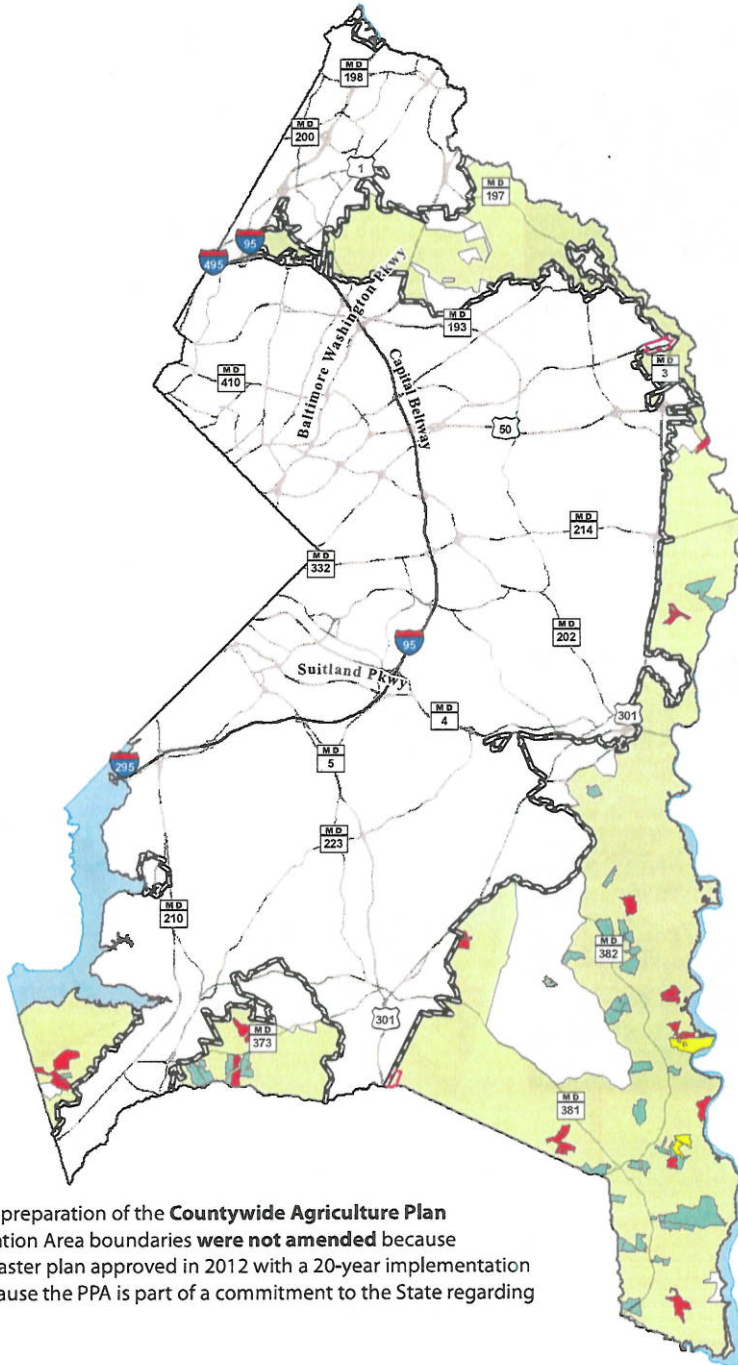 MD
198
MD
200
1
MD
197
95
495
Baltimore Washington Pkwy
MD
193
MD
3
MD
410
Capital Beltway
50
MD
214
MD
332
MD
202
95
Suitland Pkwy
MD
4
301
295
MD
5
MD
223
MD
210
MD
382
301
MD
373
MD
381
preparation of the Countywide Agriculture Plan
tion Area boundaries were not amended because
aster plan approved in 2012 with a 20-year implementation
ause the PPA is part of a commitment to the State regarding